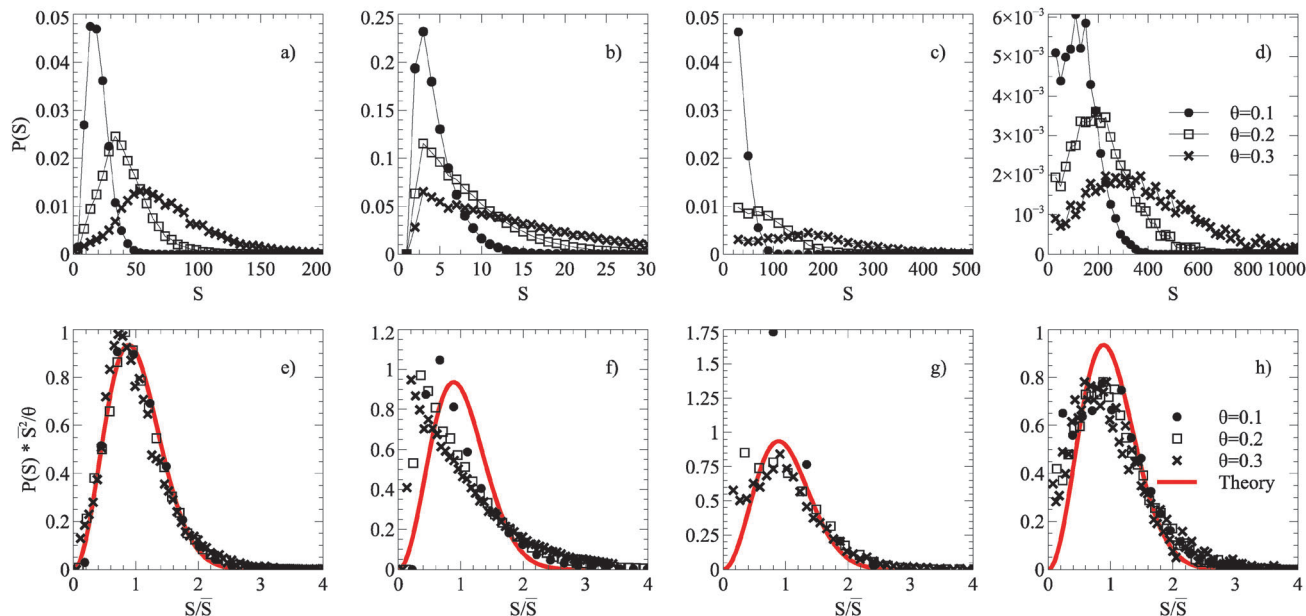 0.05
0.04
0.03
0.02
0.01
0
P(S)
0 50 100 150 200
S
a)
0.25
0.20
0.15
0.10
0.05
0.00
0 5 10 15 20 25 30
S
b)
0.05
0.04
0.03
0.02
0.01
0
0 100 200 300 400 500
S
c)
6×10⁻³
5×10⁻³
4×10⁻³
3×10⁻³
2×10⁻³
1×10⁻³
0
0 200 400 600 800 1000
S
d)
θ=0.1
θ=0.2
θ=0.3
1
0.8
0.6
0.4
0.2
0
P(S) * S̅²/θ
0 1 2 3 4
S/S̅
e)
1.2
1
0.8
0.6
0.4
0.2
0
0 1 2 3 4
S/S̅
f)
1.75
1.5
1.25
1
0.75
0.5
0.25
0
0 1 2 3 4
S/S̅
g)
1
0.8
0.6
0.4
0.2
0
0 1 2 3 4
S/S̅
h)
θ=0.1
θ=0.2
θ=0.3
Theory